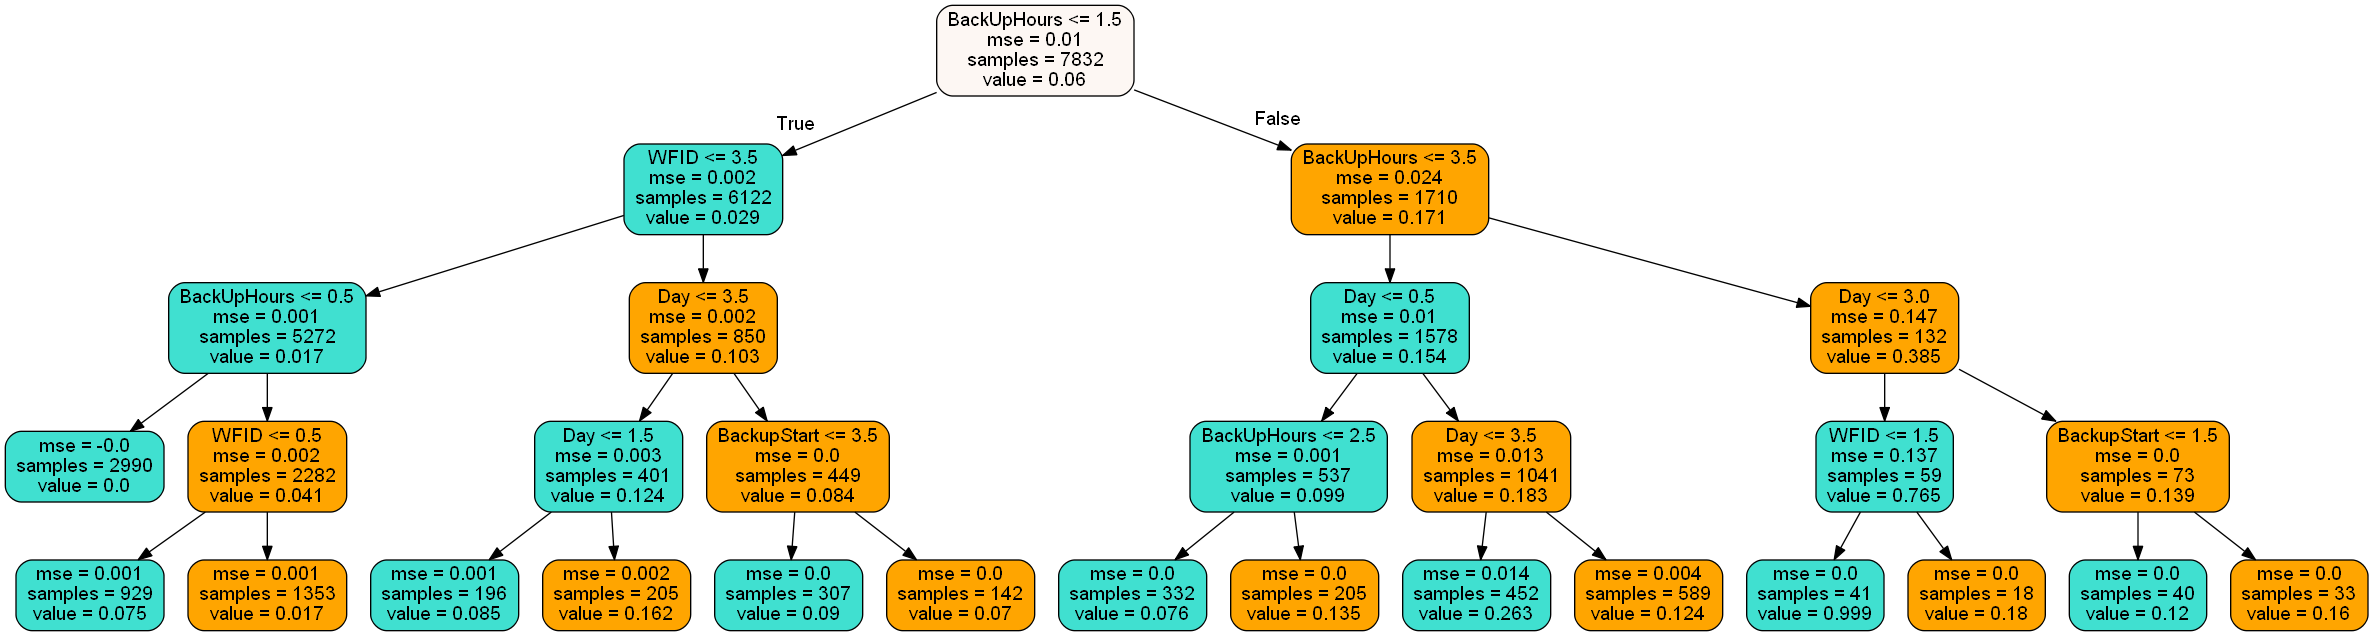 BackUpHours <= 1.5
mse = 0.01
samples = 7832
value = 0.06
True
False
WFID <= 3.5
mse = 0.002
samples = 6122
value = 0.029
BackUpHours <= 3.5
mse = 0.024
samples = 1710
value = 0.171
BackUpHours <= 0.5
mse = 0.001
samples = 5272
value = 0.017
Day <= 3.5
mse = 0.002
samples = 850
value = 0.103
Day <= 0.5
mse = 0.01
samples = 1578
value = 0.154
Day <= 3.0
mse = 0.147
samples = 132
value = 0.385
mse = -0.0
samples = 2990
value = 0.0
WFID <= 0.5
mse = 0.002
samples = 2282
value = 0.041
Day <= 1.5
mse = 0.003
samples = 401
value = 0.124
BackupStart <= 3.5
mse = 0.0
samples = 449
value = 0.084
BackUpHours <= 2.5
mse = 0.001
samples = 537
value = 0.099
Day <= 3.5
mse = 0.013
samples = 1041
value = 0.183
WFID <= 1.5
mse = 0.137
samples = 59
value = 0.765
BackupStart <= 1.5
mse = 0.0
samples = 73
value = 0.139
mse = 0.001
samples = 929
value = 0.075
mse = 0.001
samples = 1353
value = 0.017
mse = 0.001
samples = 196
value = 0.085
mse = 0.002
samples = 205
value = 0.162
mse = 0.0
samples = 307
value = 0.09
mse = 0.0
samples = 142
value = 0.07
mse = 0.0
samples = 332
value = 0.076
mse = 0.0
samples = 205
value = 0.135
mse = 0.014
samples = 452
value = 0.263
mse = 0.004
samples = 589
value = 0.124
mse = 0.0
samples = 41
value = 0.999
mse = 0.0
samples = 18
value = 0.18
mse = 0.0
samples = 40
value = 0.12
mse = 0.0
samples = 33
value = 0.16